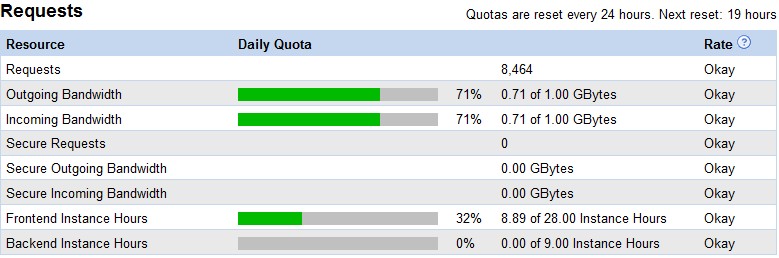 Requests
Quotas are reset every 24 hours. Next reset: 19 hours
Resource Daily Quota Rate ?
Requests 8,464 Okay
Outgoing Bandwidth 71% 0.71 of 1.00 GBytes Okay
Incoming Bandwidth 71% 0.71 of 1.00 GBytes Okay
Secure Requests 0 Okay
Secure Outgoing Bandwidth 0.00 GBytes Okay
Secure Incoming Bandwidth 0.00 GBytes Okay
Frontend Instance Hours 32% 8.89 of 28.00 Instance Hours Okay
Backend Instance Hours 0% 0.00 of 9.00 Instance Hours Okay